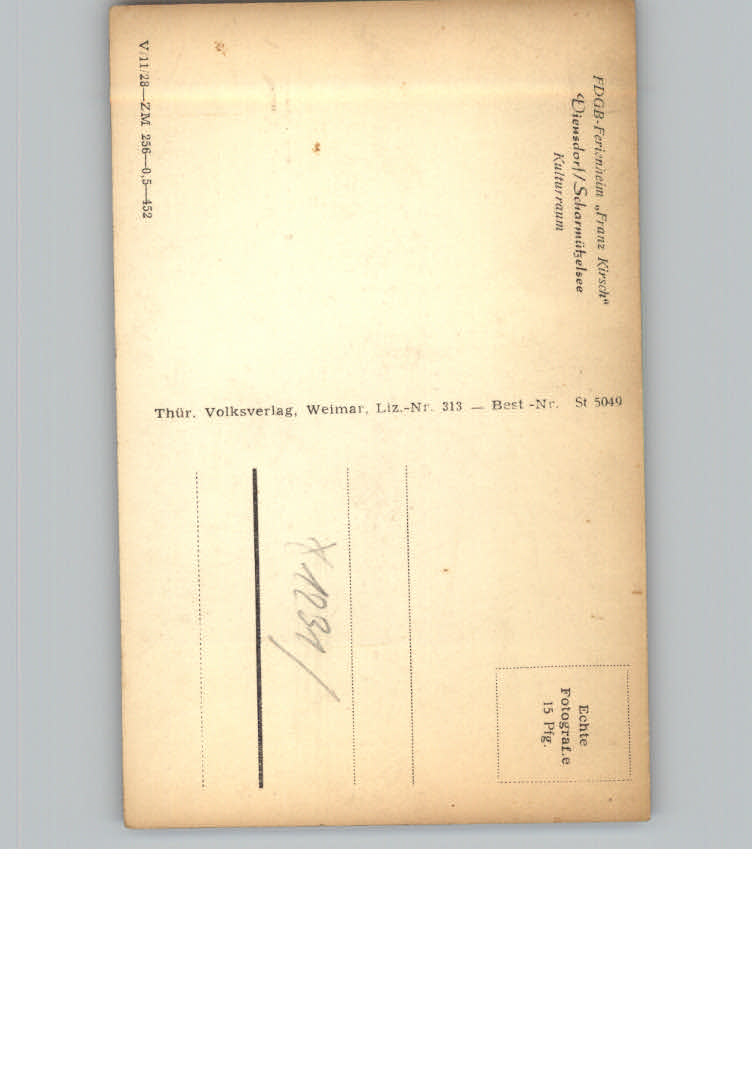 FDGB-Ferienheim „Franz Kirsch“
Diensdorf/Scharmützelsee
Kulturraum
V/11/28—ZM 256—0,5—452
Thür. Volksverlag, Weimar, Liz.-Nr. 313 — Best.-Nr. St 5049
Echte
Fotografie
15 Pfg.